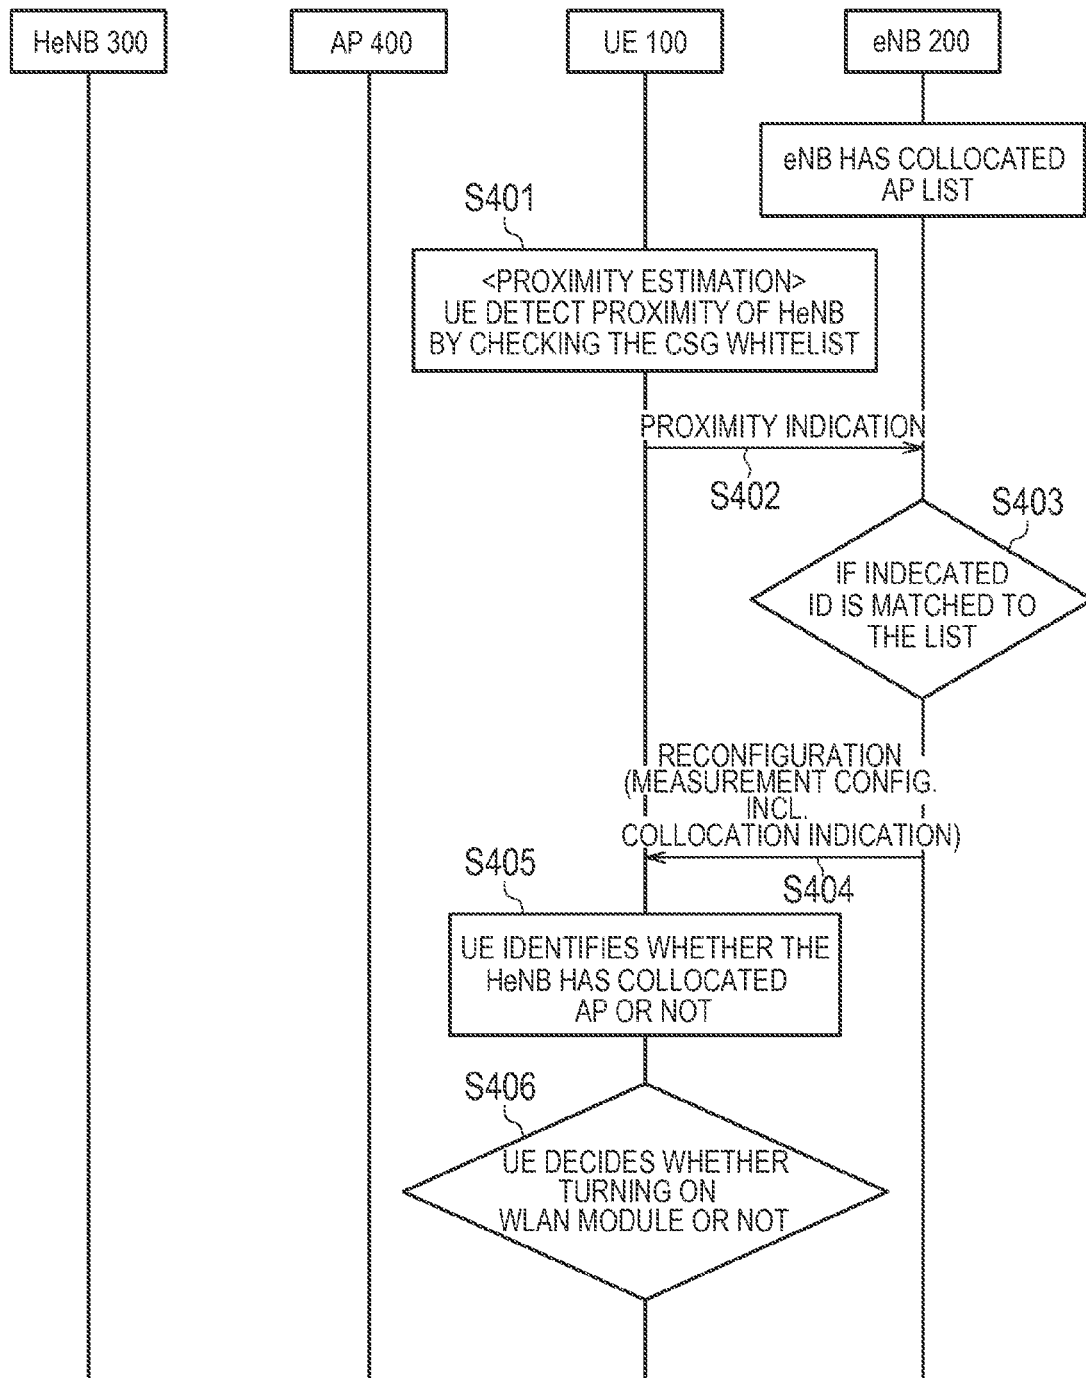 HeNB 300
AP 400
UE 100
eNB 200
eNB HAS COLLOCATED
AP LIST
S401
<PROXIMITY ESTIMATION>
UE DETECT PROXIMITY OF HeNB
BY CHECKING THE CSG WHITELIST
PROXIMITY INDICATION
S402
S403
IF INDECATED
ID IS MATCHED TO
THE LIST
RECONFIGURATION
(MEASUREMENT CONFIG.
INCL.
COLLOCATION INDICATION)
S404
S405
UE IDENTIFIES WHETHER THE
HeNB HAS COLLOCATED
AP OR NOT
S406
UE DECIDES WHETHER
TURNING ON
WLAN MODULE OR NOT